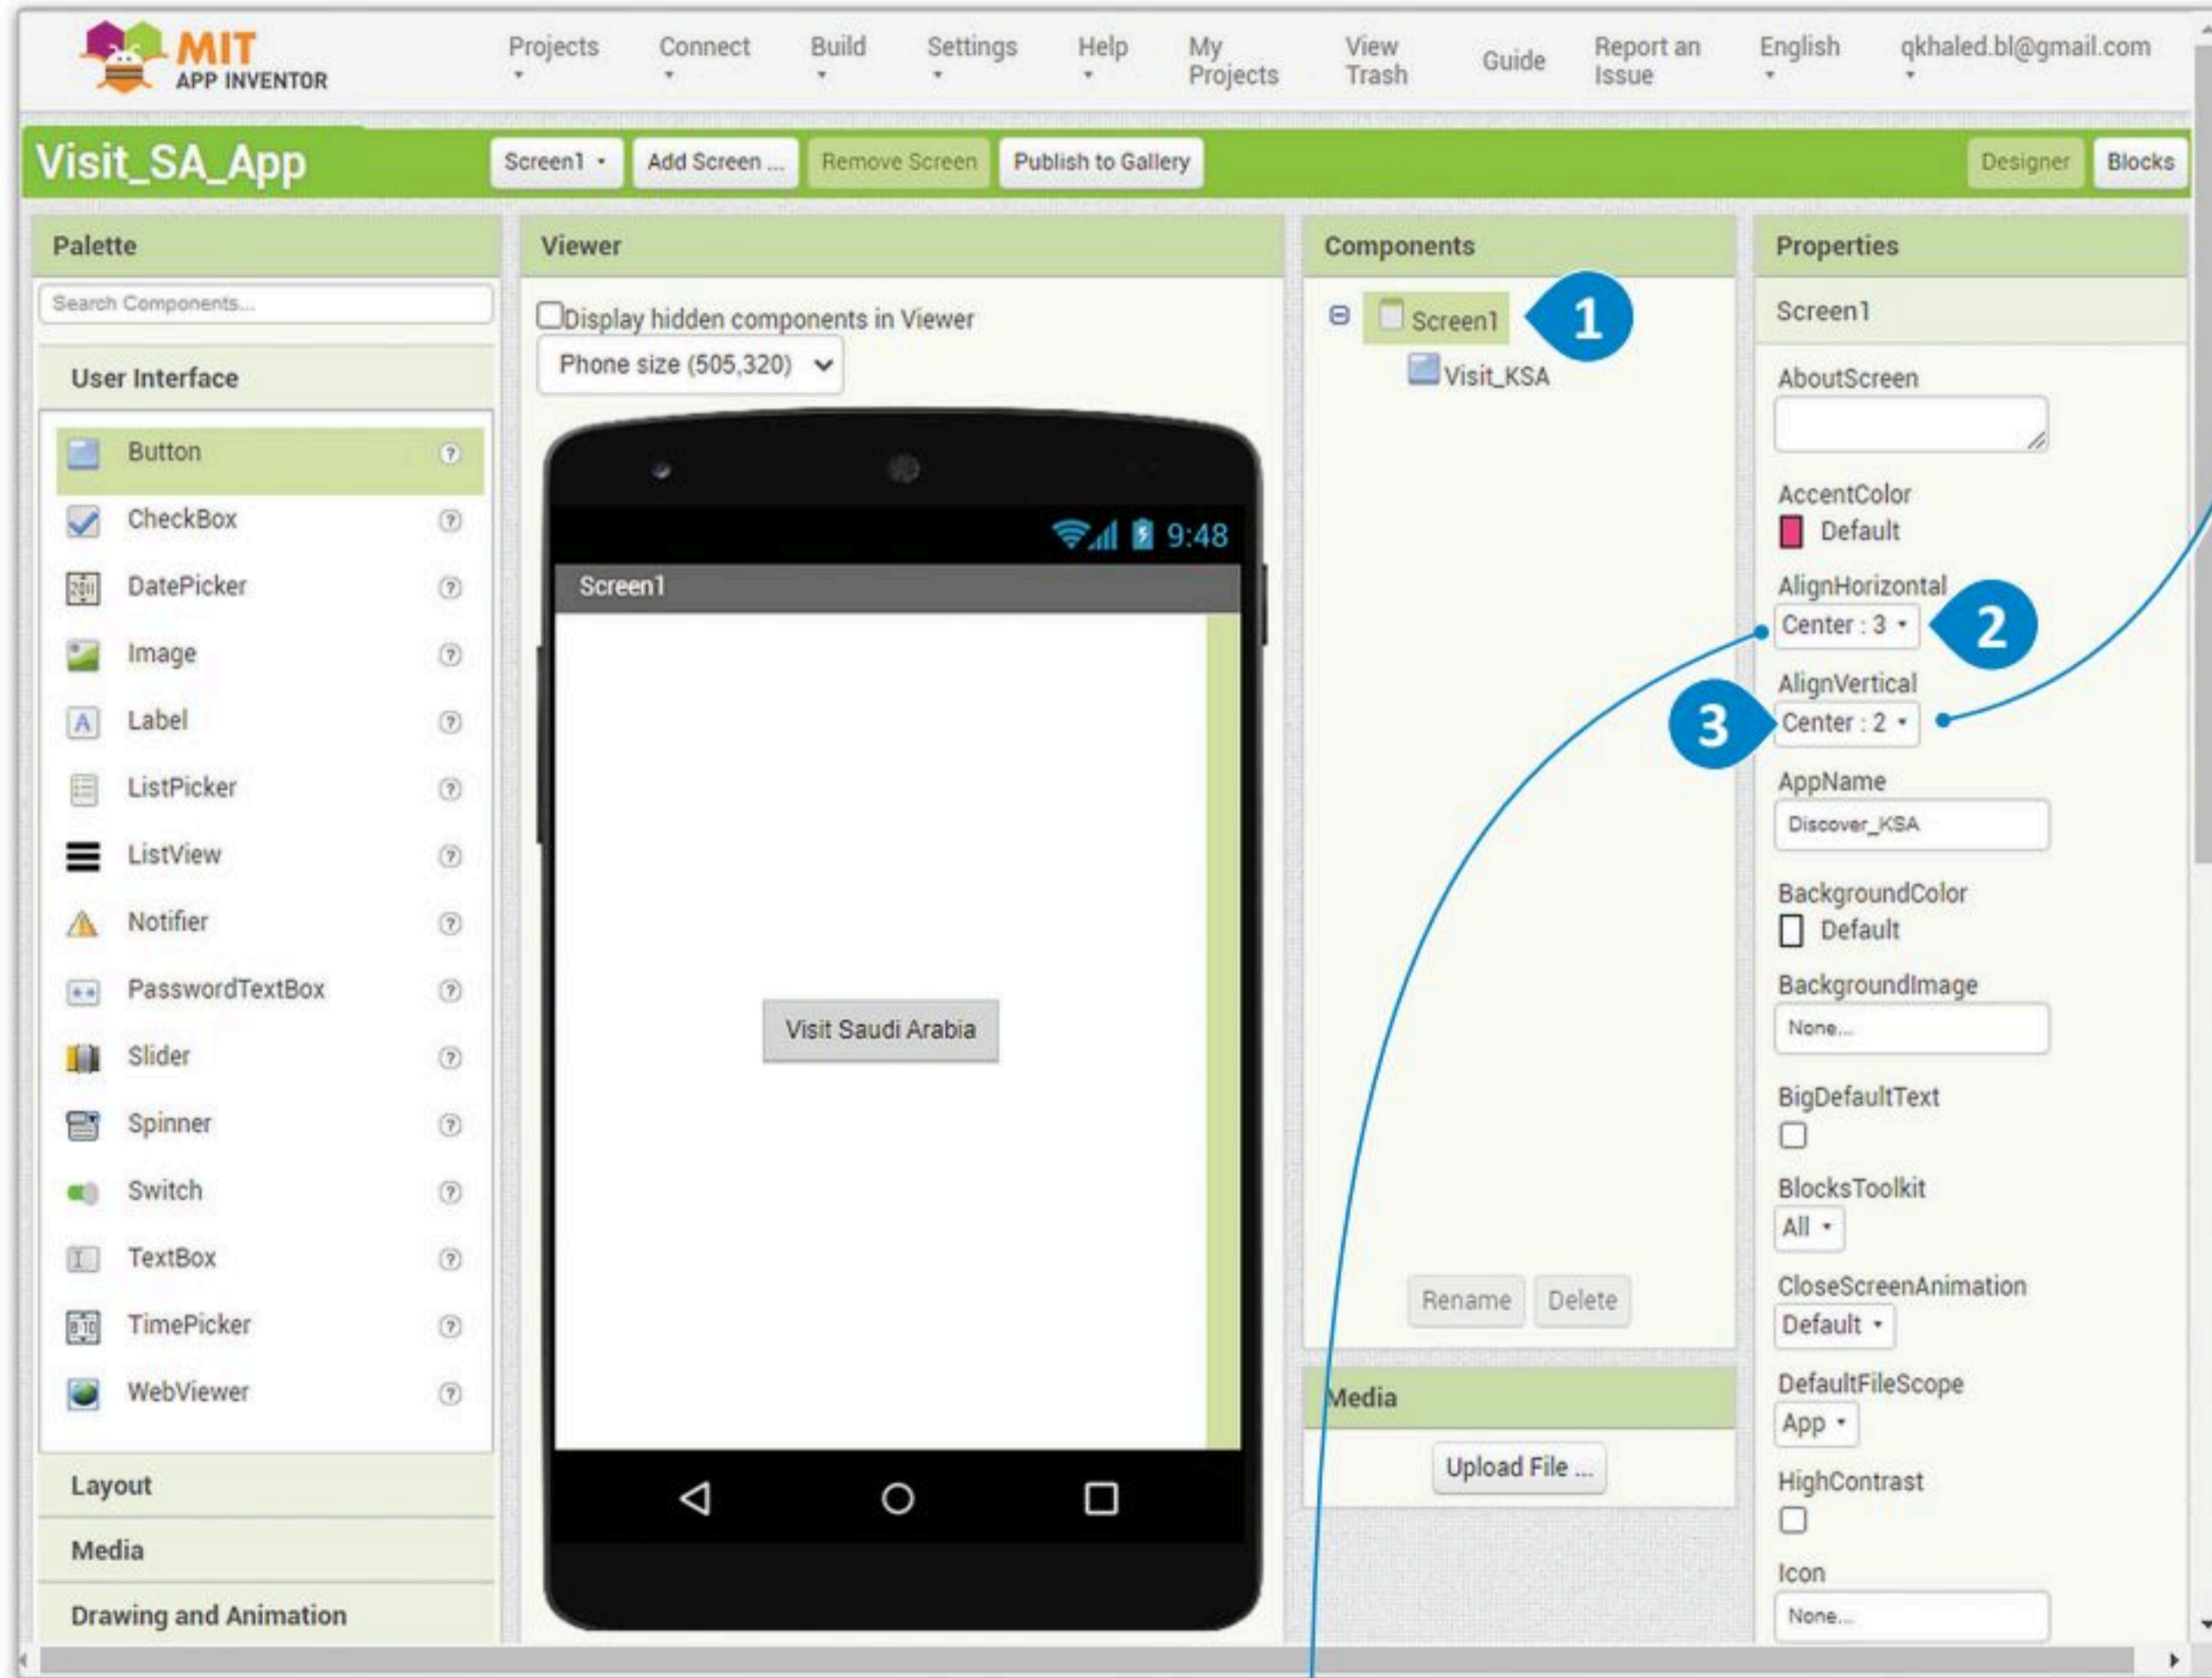 MIT
APP INVENTOR
Projects
Connect
Build
Settings
Help
My
Projects
View
Trash
Guide
Report an
Issue
English
qkhaled.bl@gmail.com
Visit_SA_App
Screen1
Add Screen ...
Remove Screen
Publish to Gallery
Designer
Blocks
Palette
Search Components...
User Interface
Button
CheckBox
DatePicker
Image
Label
ListPicker
ListView
Notifier
PasswordTextBox
Slider
Spinner
Switch
TextBox
TimePicker
WebViewer
Layout
Media
Drawing and Animation
Viewer
Display hidden components in Viewer
Phone size (505,320)
9:48
Screen1
Visit Saudi Arabia
Components
Screen1
1
Visit_KSA
Rename
Delete
Media
Upload File ...
Properties
Screen1
AboutScreen
AccentColor
Default
AlignHorizontal
Center : 3
2
AlignVertical
3
Center : 2
AppName
Discover_KSA
BackgroundColor
Default
BackgroundImage
None...
BigDefaultText
BlocksToolkit
All
CloseScreenAnimation
Default
DefaultFileScope
App
HighContrast
Icon
None...